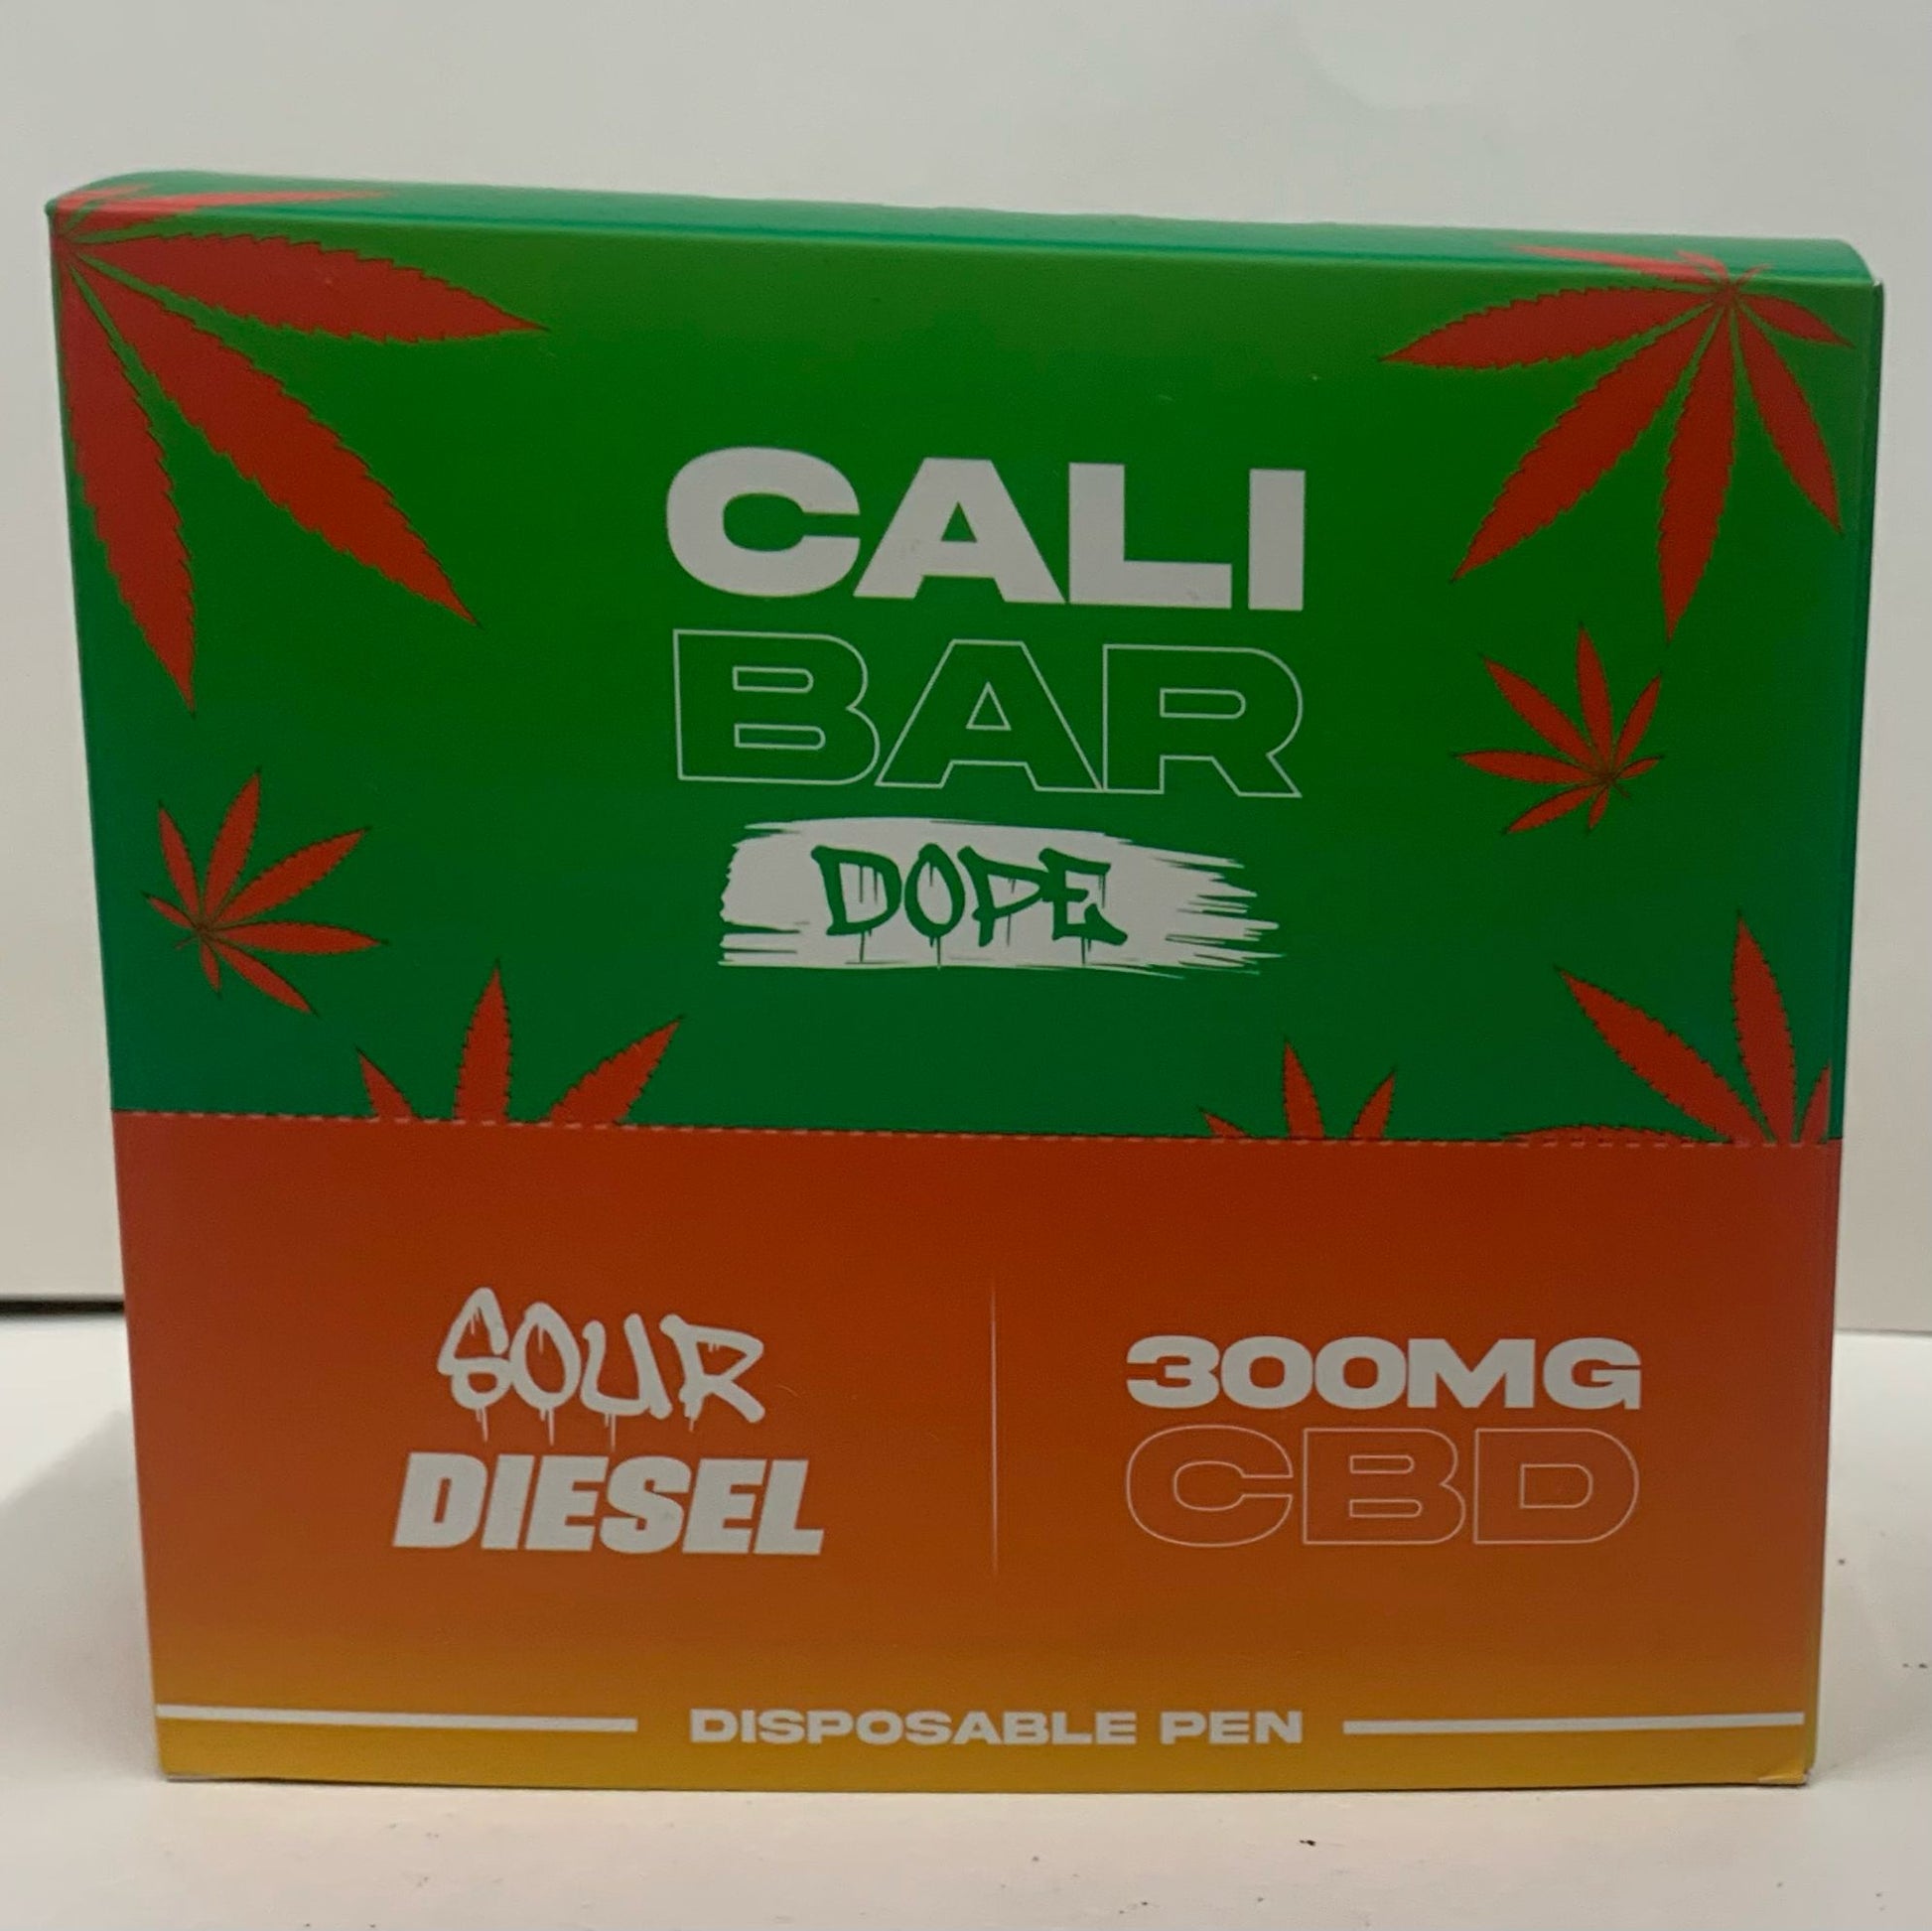 CALI
BAR
DOPE
SOUR
DIESEL
300MG
CBD
DISPOSABLE PEN